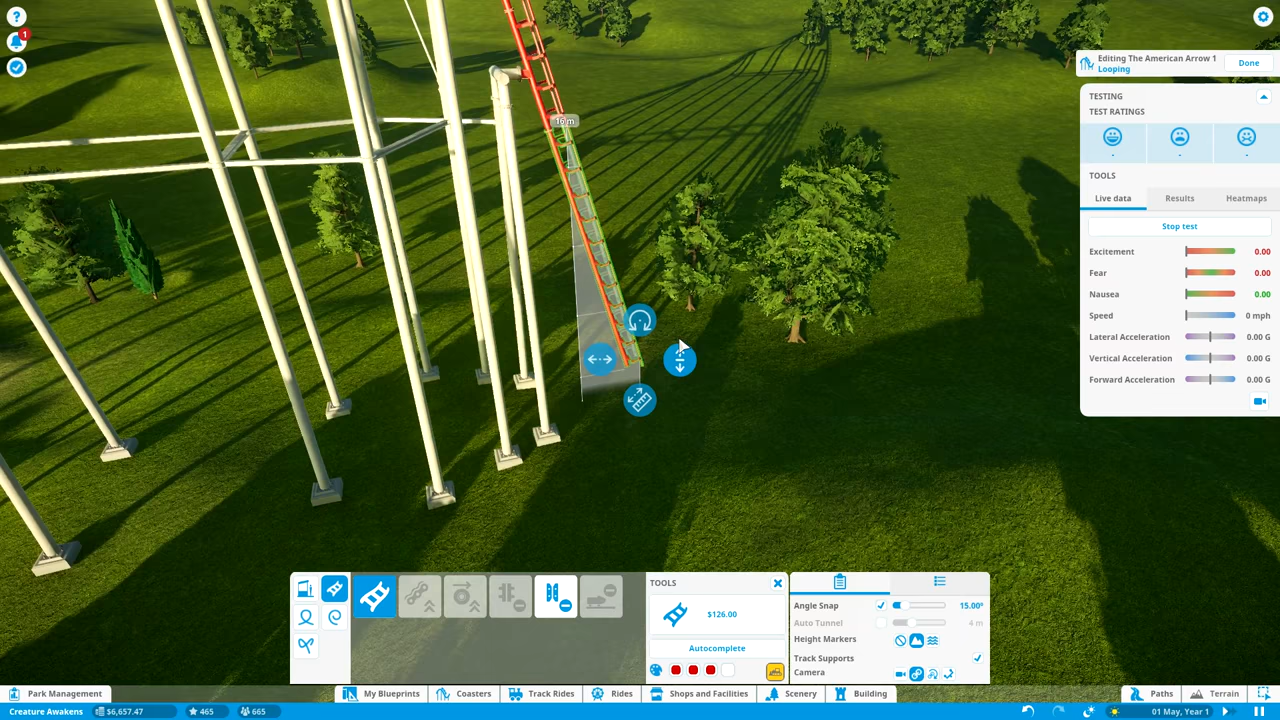 ?
1
16 m
Editing The American Arrow 1
Looping
Done
TESTING
TEST RATINGS
-
-
-
TOOLS
Live data
Results
Heatmaps
Stop test
Excitement 0.00
Fear 0.00
Nausea 0.00
Speed 0 mph
Lateral Acceleration 0.00 G
Vertical Acceleration 0.00 G
Forward Acceleration 0.00 G
TOOLS
$126.00
Autocomplete
Angle Snap 15.00°
Auto Tunnel 4 m
Height Markers
Track Supports
Camera
Park Management
My Blueprints
Coasters
Track Rides
Rides
Shops and Facilities
Scenery
Building
Paths
Terrain
Creature Awakens
$6,657.47
465
665
01 May, Year 1